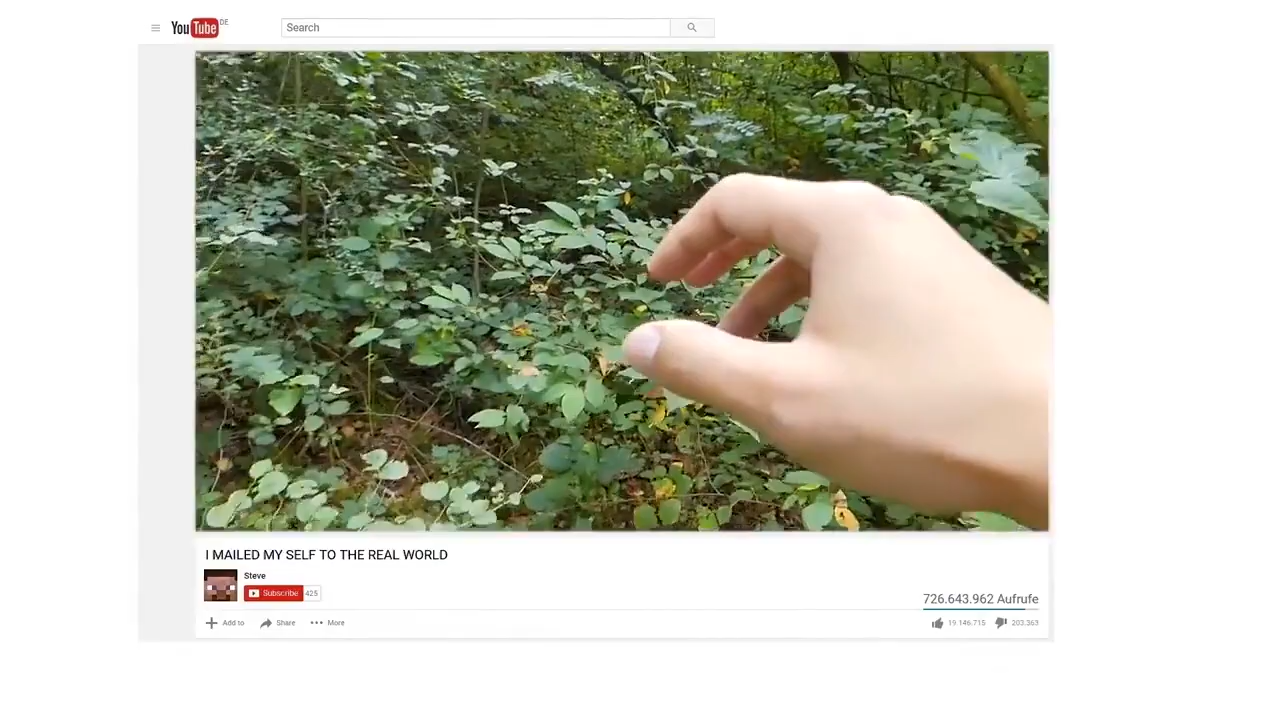 YouTube DE
Search
I MAILED MY SELF TO THE REAL WORLD
Steve
Subscribe 425
726.643.962 Aufrufe
Add to Share More
19.146.715 203.363